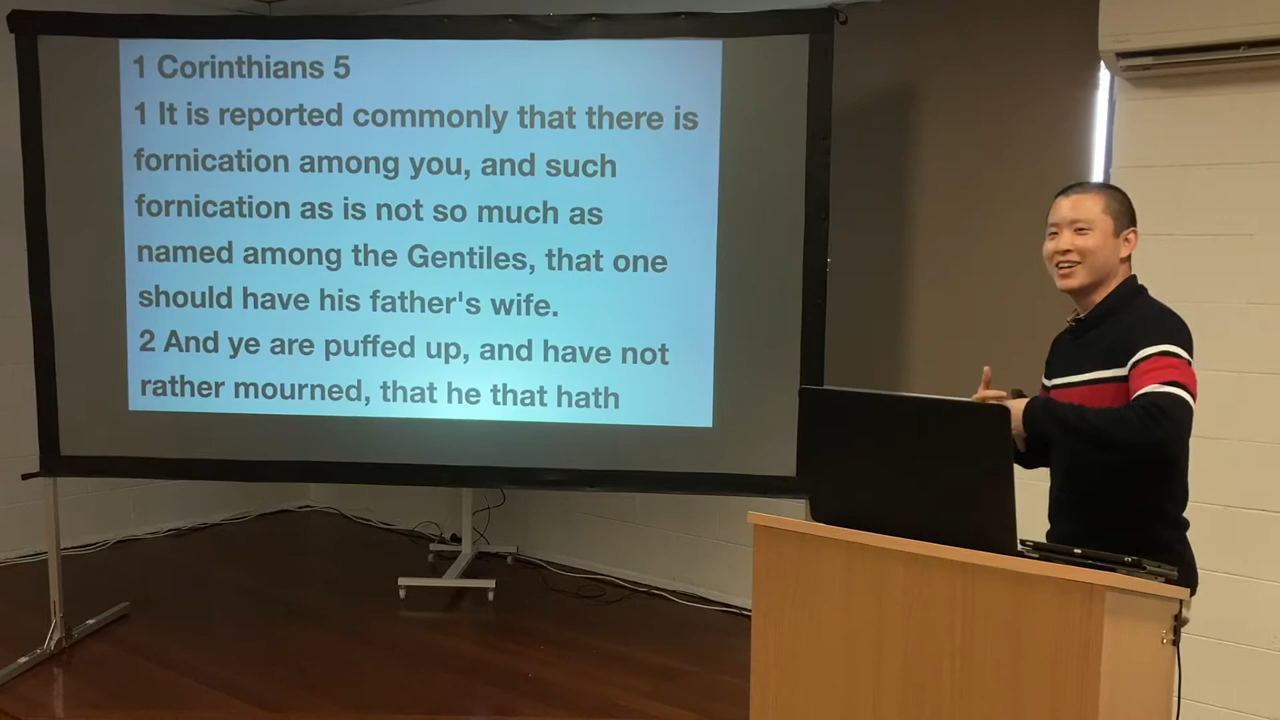 1 Corinthians 5
1 It is reported commonly that there is
fornication among you, and such
fornication as is not so much as
named among the Gentiles, that one
should have his father's wife.
2 And ye are puffed up, and have not
rather mourned, that he that hath